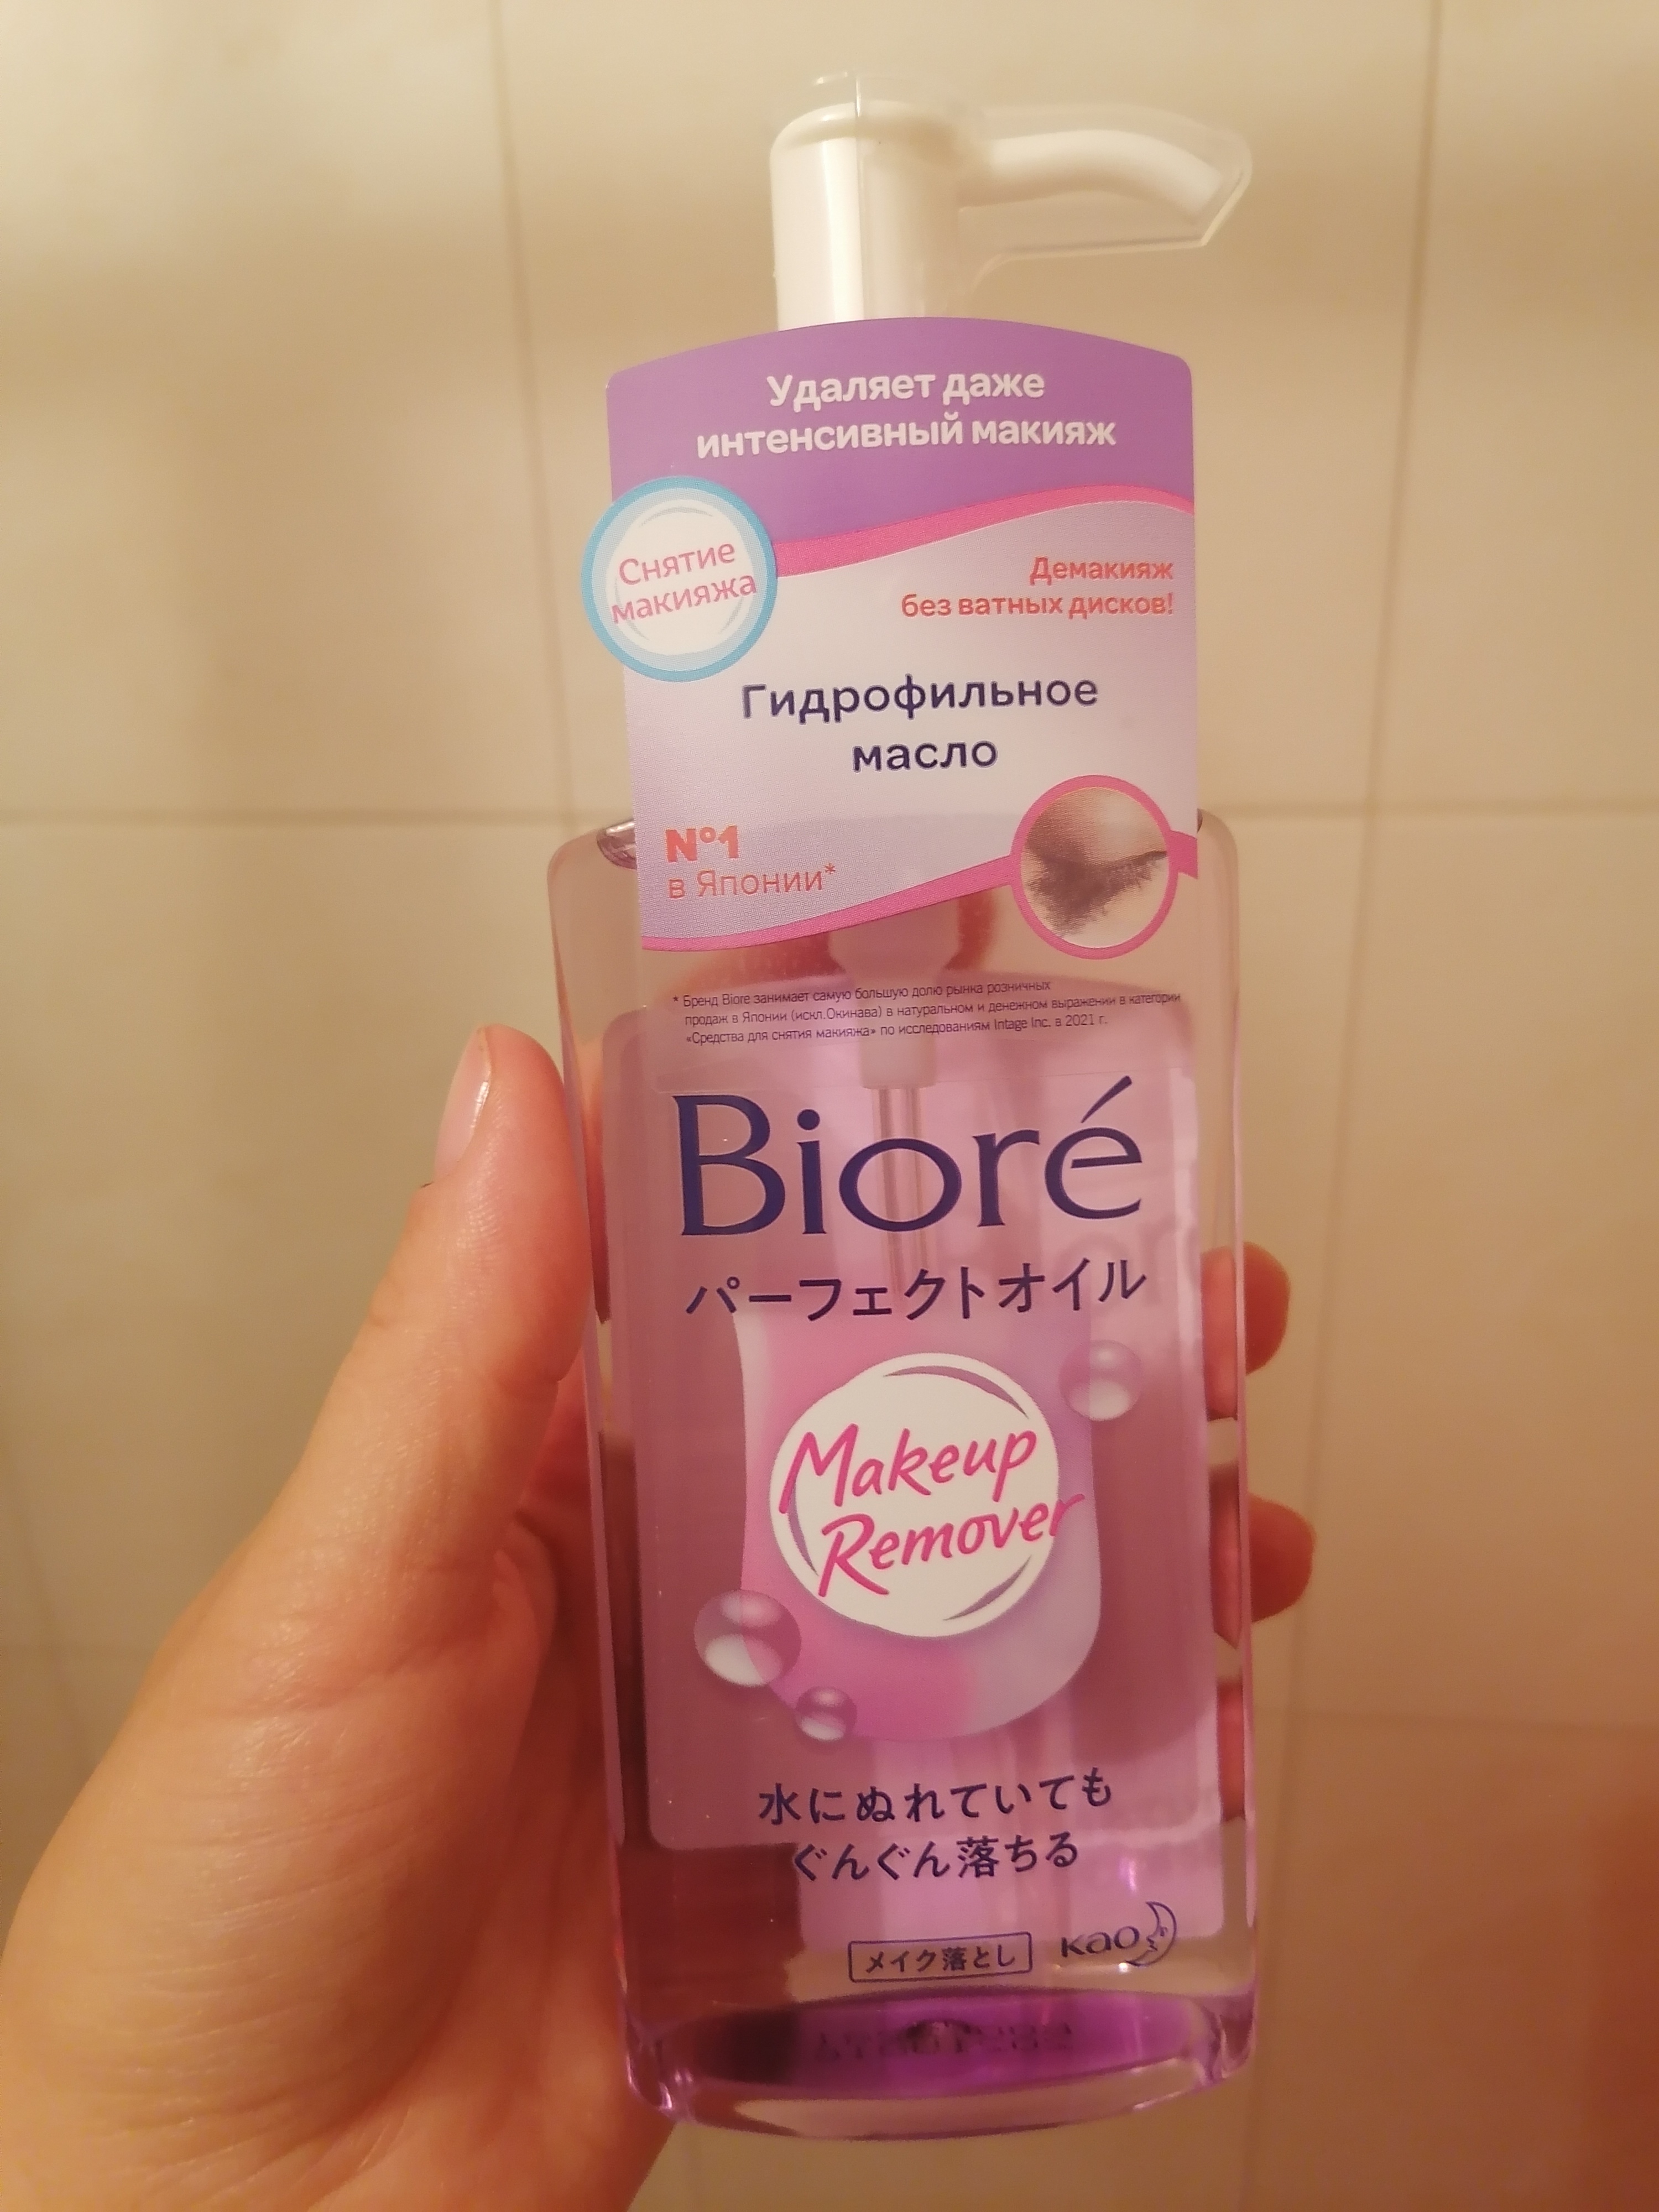 Удаляет даже
интенсивный макияж
Снятие
макияжа
Демакияж
без ватных дисков!
Гидрофильное
масло
№1
в Японии*
* Бренд Biore занимает самую большую долю рынка розничных
продаж в Японии (искл.Окинава) в натуральном и денежном выражении в категории
«Средства для снятия макияжа» по исследованиям Intage Inc. в 2021 г.
Bioré
パーフェクトオイル
Makeup
Remover
水にぬれていても
ぐんぐん落ちる
メイク落とし
Kao